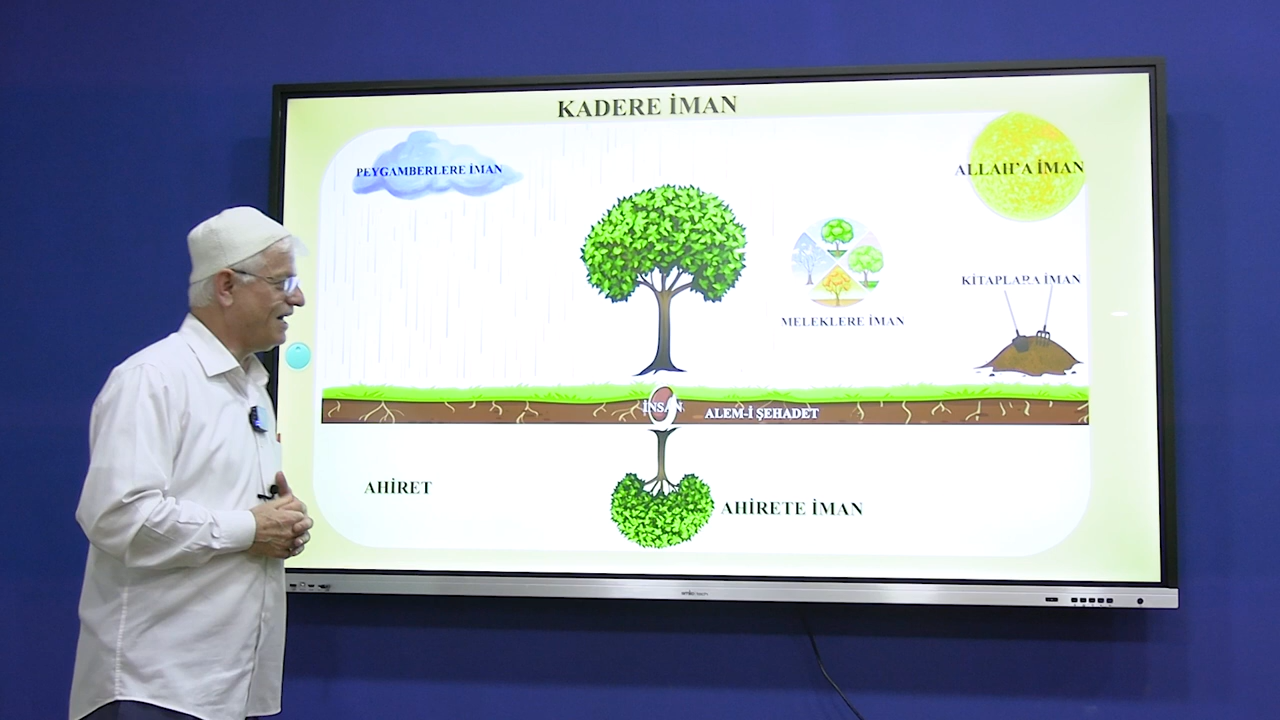 KADERE İMAN
PEYGAMBERLERE İMAN
ALLAH'A İMAN
KİTAPLARA İMAN
MELEKLERE İMAN
İNSAN
ALEM-İ ŞEHADET
AHİRET
AHİRETE İMAN